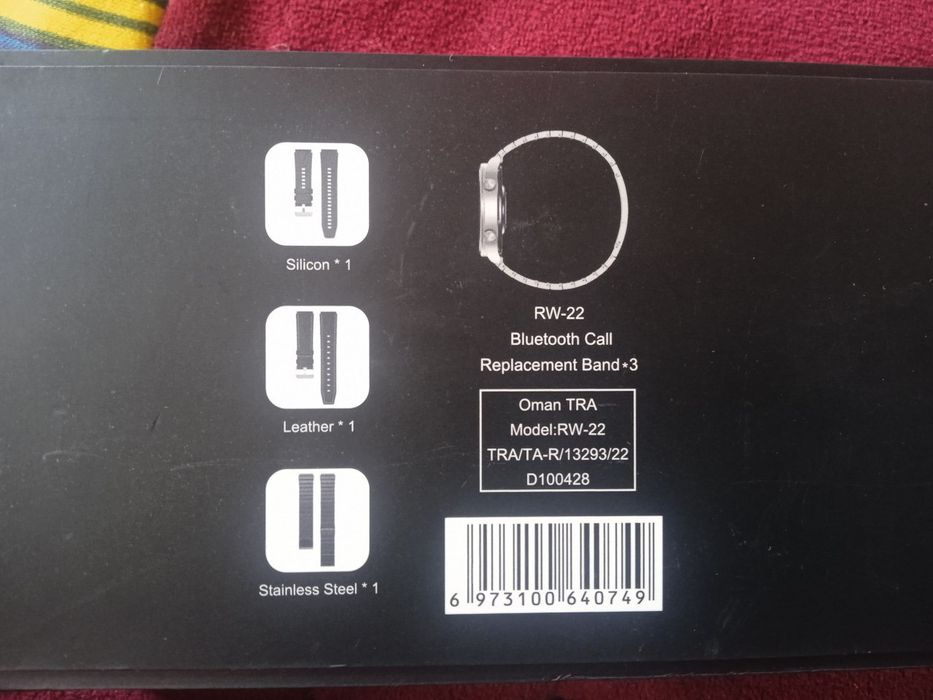 Silicon * 1
Leather * 1
Stainless Steel * 1
RW-22
Bluetooth Call
Replacement Band*3
Oman TRA
Model:RW-22
TRA/TA-R/13293/22
D100428
6 973100 640749